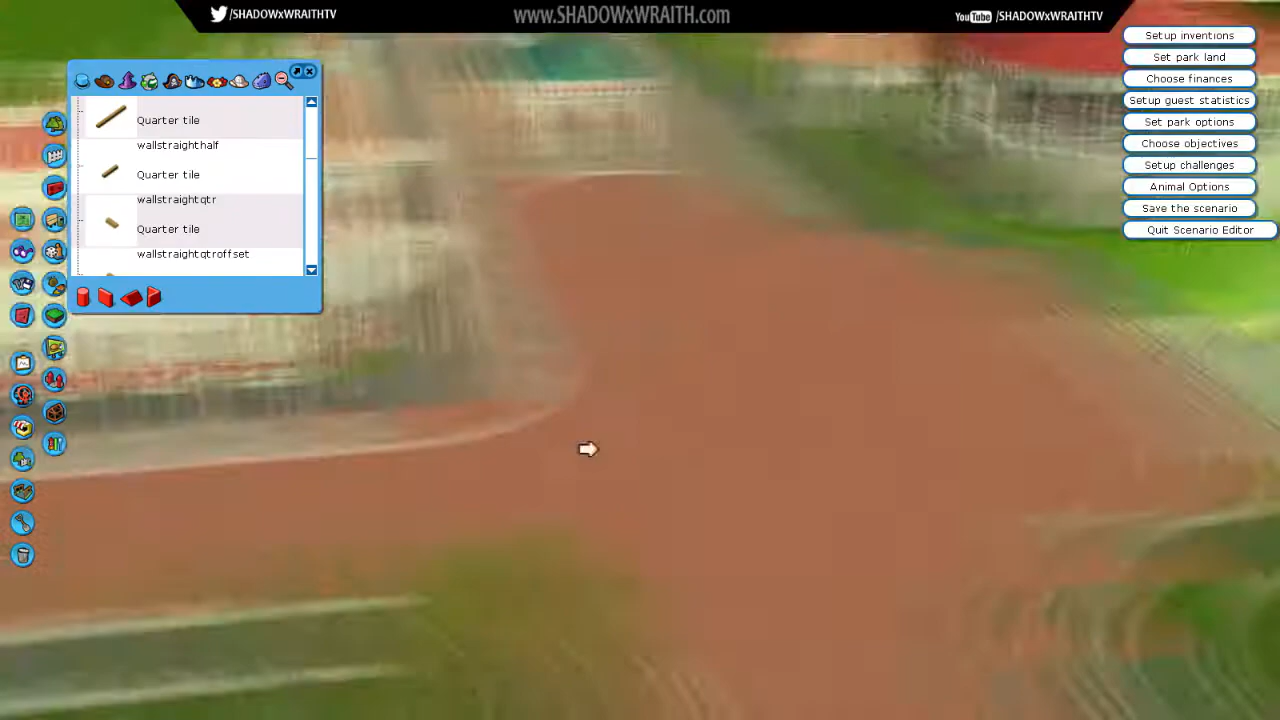 /SHADOWxWRAITHTV
www.SHADOWxWRAITH.com
You Tube /SHADOWxWRAITHTV
Setup inventions
Set park land
Choose finances
Setup guest statistics
Set park options
Choose objectives
Setup challenges
Animal Options
Save the scenario
Quit Scenario Editor
Quarter tile
wallstraighthalf
Quarter tile
wallstraightqtr
Quarter tile
wallstraightqtroffset